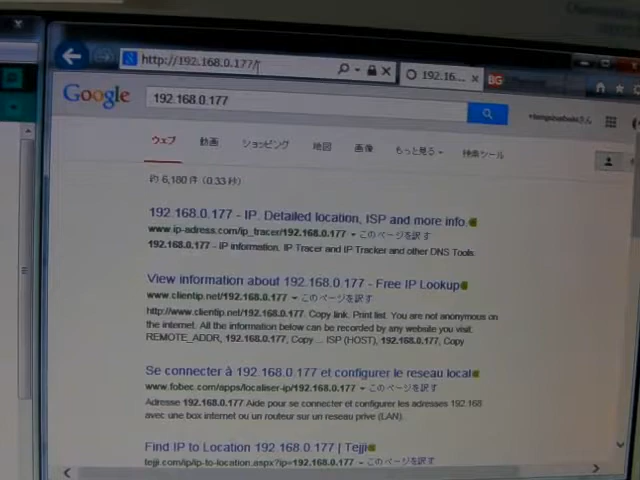 http://192.168.0.177/
192.16...
BG
Google
192.168.0.177
ウェブ 動画 ショッピング 地図 画像 もっと見る 検索ツール
約 6,180 件 (0.33 秒)
192.168.0.177 - IP. Detailed location, ISP and more info.
www.ip-adress.com/ip_tracer/192.168.0.177 このページを訳す
192.168.0.177 - IP information. IP Tracer and IP Tracker and other DNS Tools.
View information about 192.168.0.177 - Free IP Lookup
www.clientip.net/192.168.0.177 このページを訳す
http://www.clientip.net/192.168.0.177. Copy link. Print list. You are not anonymous on
the internet. All the information below can be recorded by any website you visit.
REMOTE_ADDR, 192.168.0.177, Copy ... ISP (HOST), 192.168.0.177, Copy
Se connecter à 192.168.0.177 et configurer le reseau local
www.fobec.com/apps/localiser-ip/192.168.0.177 このページを訳す
Adresse 192.168.0.177 Aide pour se connecter et configurer les adresses 192.168
avec une box internet ou un routeur sur un reseau prive (LAN).
Find IP to Location 192.168.0.177 | Tejji
tejji.com/ip/ip-to-location.aspx?ip=192.168.0.177 このページを訳す